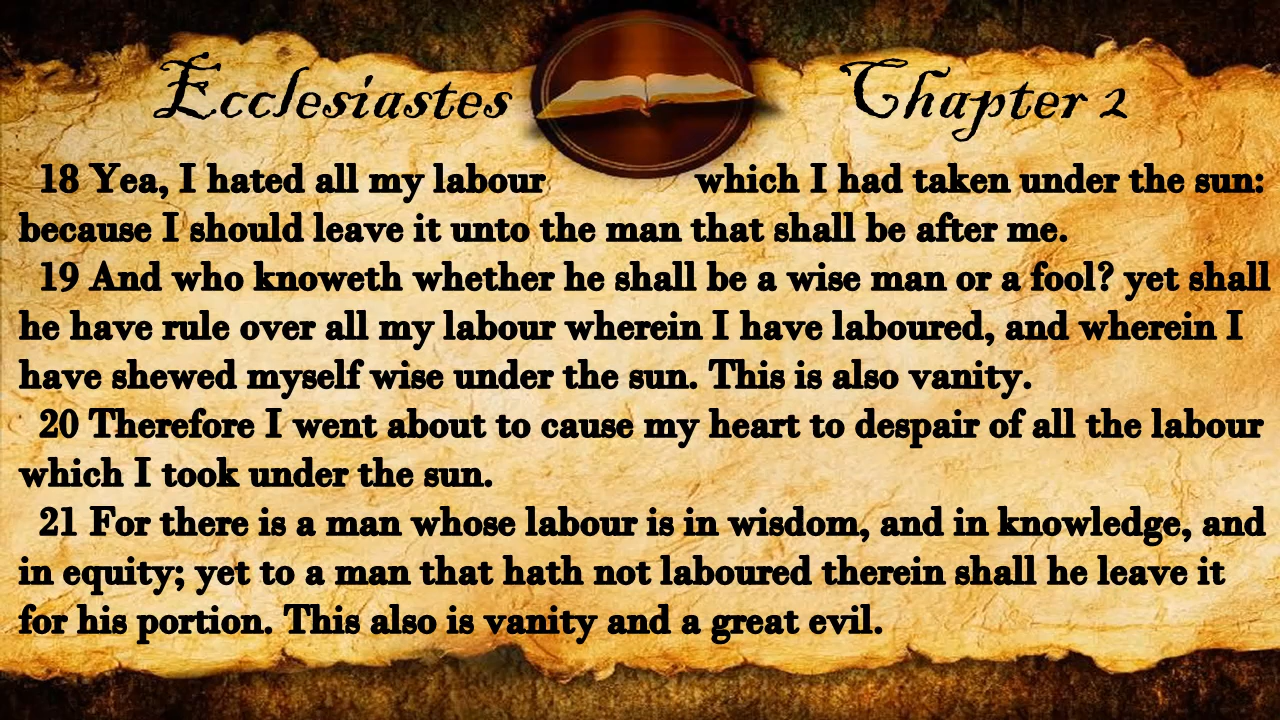 Ecclesiastes Chapter 2
18 Yea, I hated all my labour which I had taken under the sun:
because I should leave it unto the man that shall be after me.
19 And who knoweth whether he shall be a wise man or a fool? yet shall
he have rule over all my labour wherein I have laboured, and wherein I
have shewed myself wise under the sun. This is also vanity.
20 Therefore I went about to cause my heart to despair of all the labour
which I took under the sun.
21 For there is a man whose labour is in wisdom, and in knowledge, and
in equity; yet to a man that hath not laboured therein shall he leave it
for his portion. This also is vanity and a great evil.